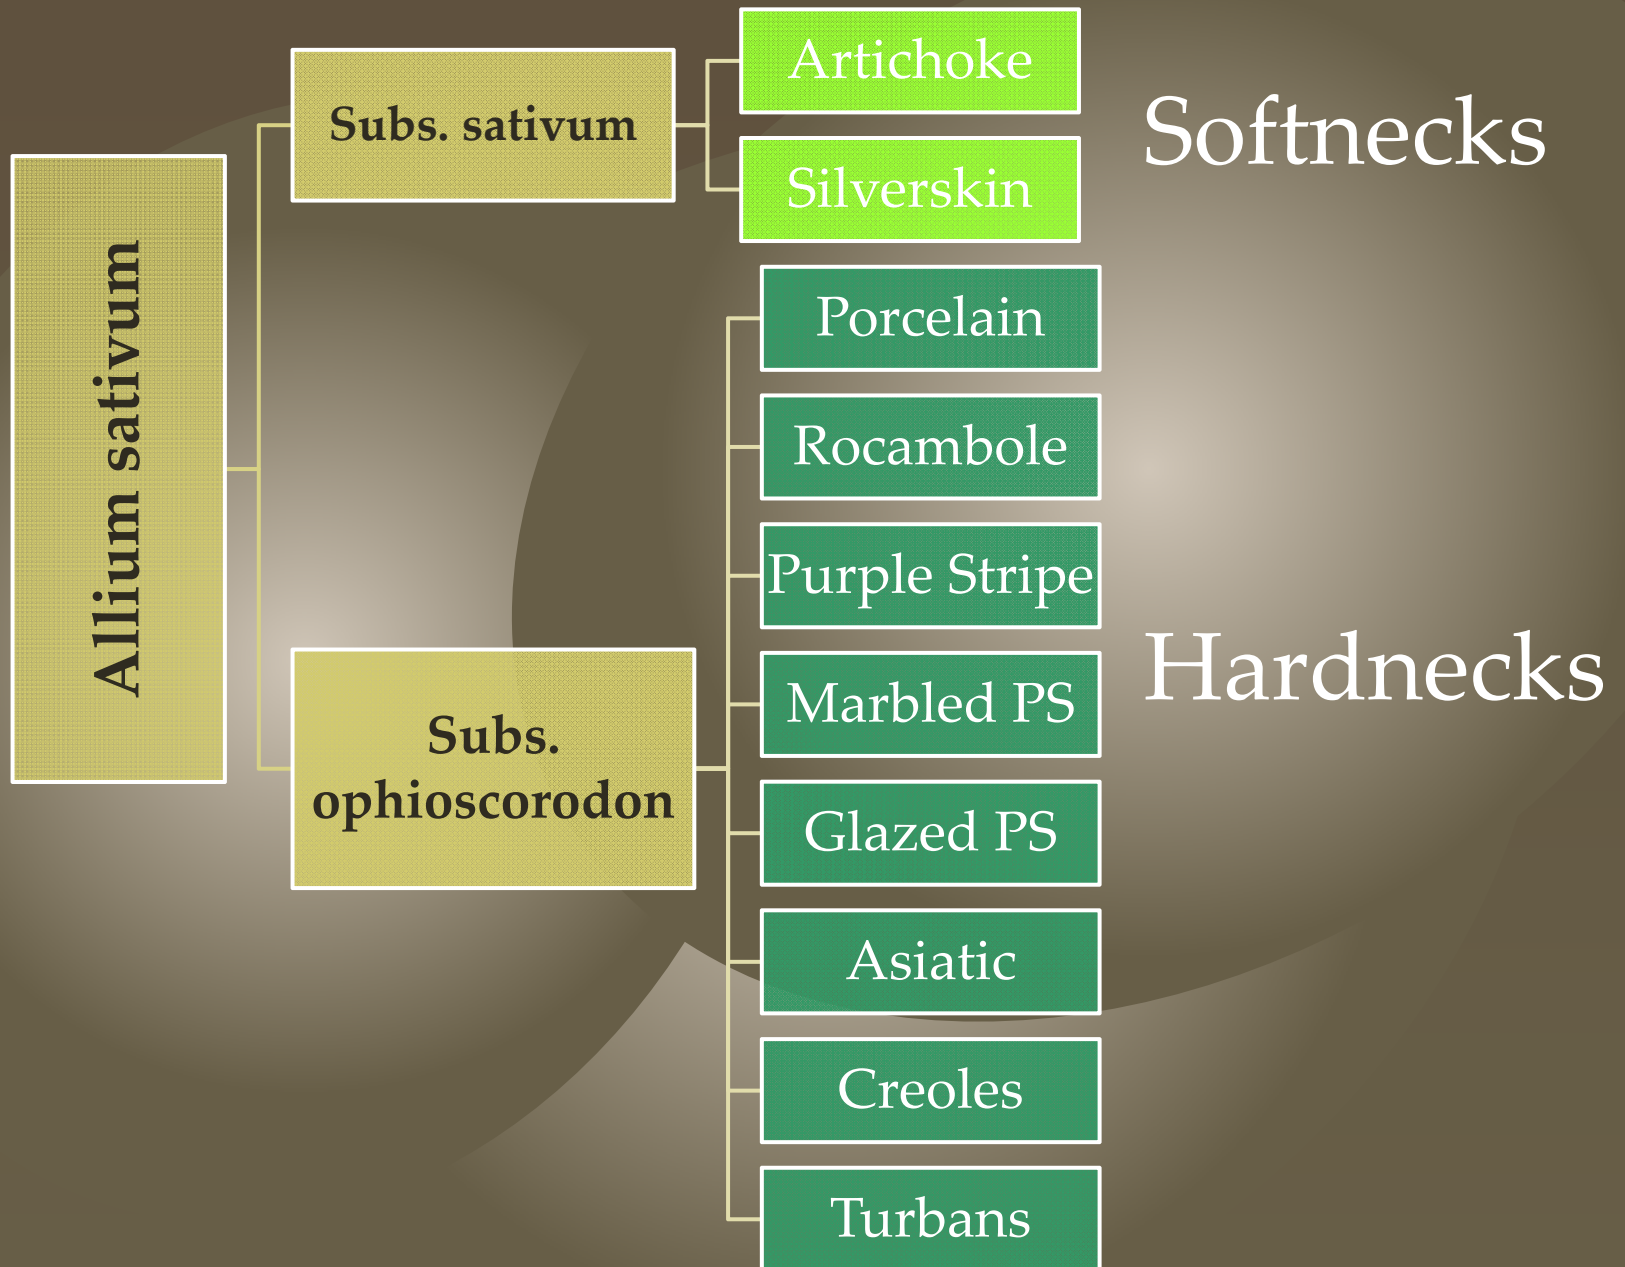 Allium sativum
Subs. sativum
Artichoke
Silverskin
Softnecks
Subs.
ophioscorodon
Porcelain
Rocambole
Purple Stripe
Marbled PS
Glazed PS
Asiatic
Creoles
Turbans
Hardnecks